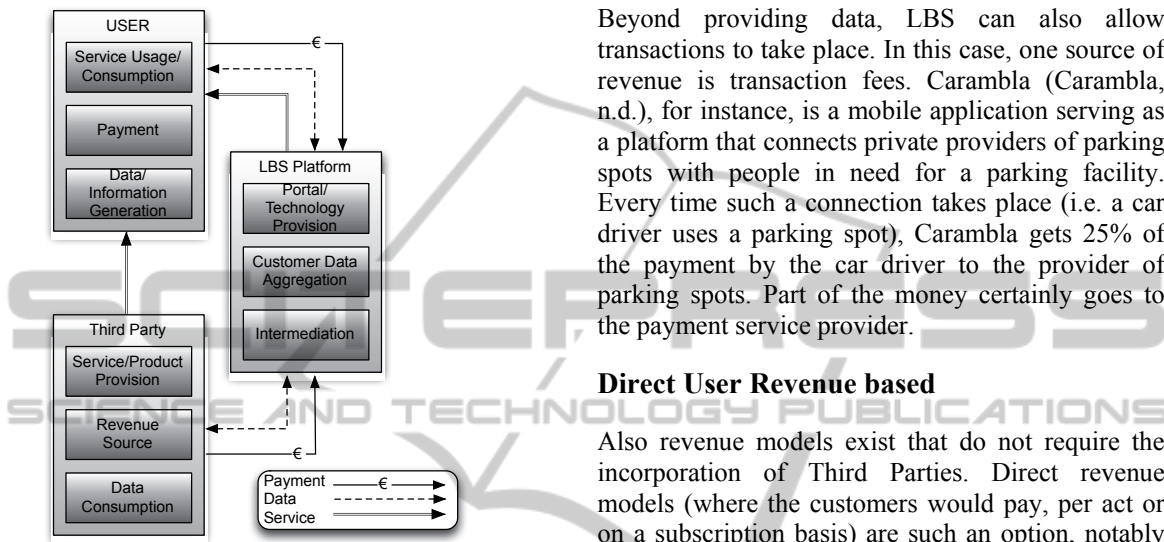 USER
Service Usage/
Consumption
Payment
Data/
Information
Generation
€
LBS Platform
Portal/
Technology
Provision
Customer Data
Aggregation
Intermediation
Third Party
Service/Product
Provision
Revenue
Source
Data
Consumption
€
Payment €
Data
Service
Beyond providing data, LBS can also allow
transactions to take place. In this case, one source of
revenue is transaction fees. Carambla (Carambla,
n.d.), for instance, is a mobile application serving as
a platform that connects private providers of parking
spots with people in need for a parking facility.
Every time such a connection takes place (i.e. a car
driver uses a parking spot), Carambla gets 25% of
the payment by the car driver to the provider of
parking spots. Part of the money certainly goes to
the payment service provider.
Direct User Revenue based
Also revenue models exist that do not require the
incorporation of Third Parties. Direct revenue
models (where the customers would pay, per act or
on a subscription basis) are such an option, notably
SCITEPRESS
SCIENCE AND TECHNOLOGY PUBLICATIONS